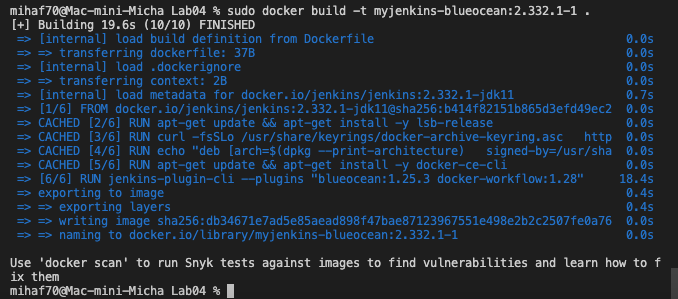 mihaf70@Mac-mini-Micha Lab04 % sudo docker build -t myjenkins-blueocean:2.332.1-1 .
[+] Building 19.6s (10/10) FINISHED
=> [internal] load build definition from Dockerfile 0.0s
=> => transferring dockerfile: 37B 0.0s
=> [internal] load .dockerignore 0.0s
=> => transferring context: 2B 0.0s
=> [internal] load metadata for docker.io/jenkins/jenkins:2.332.1-jdk11 0.7s
=> [1/6] FROM docker.io/jenkins/jenkins:2.332.1-jdk11@sha256:b414f82151b865d3efd49ec2 0.0s
=> CACHED [2/6] RUN apt-get update && apt-get install -y lsb-release 0.0s
=> CACHED [3/6] RUN curl -fsSLo /usr/share/keyrings/docker-archive-keyring.asc http 0.0s
=> CACHED [4/6] RUN echo "deb [arch=$(dpkg --print-architecture) signed-by=/usr/sha 0.0s
=> CACHED [5/6] RUN apt-get update && apt-get install -y docker-ce-cli 0.0s
=> [6/6] RUN jenkins-plugin-cli --plugins "blueocean:1.25.3 docker-workflow:1.28" 18.4s
=> exporting to image 0.4s
=> => exporting layers 0.4s
=> => writing image sha256:db34671e7ad5e85aead898f47bae87123967551e498e2b2c2507fe0a76 0.0s
=> => naming to docker.io/library/myjenkins-blueocean:2.332.1-1 0.0s
Use 'docker scan' to run Snyk tests against images to find vulnerabilities and learn how to f
ix them
mihaf70@Mac-mini-Micha Lab04 %